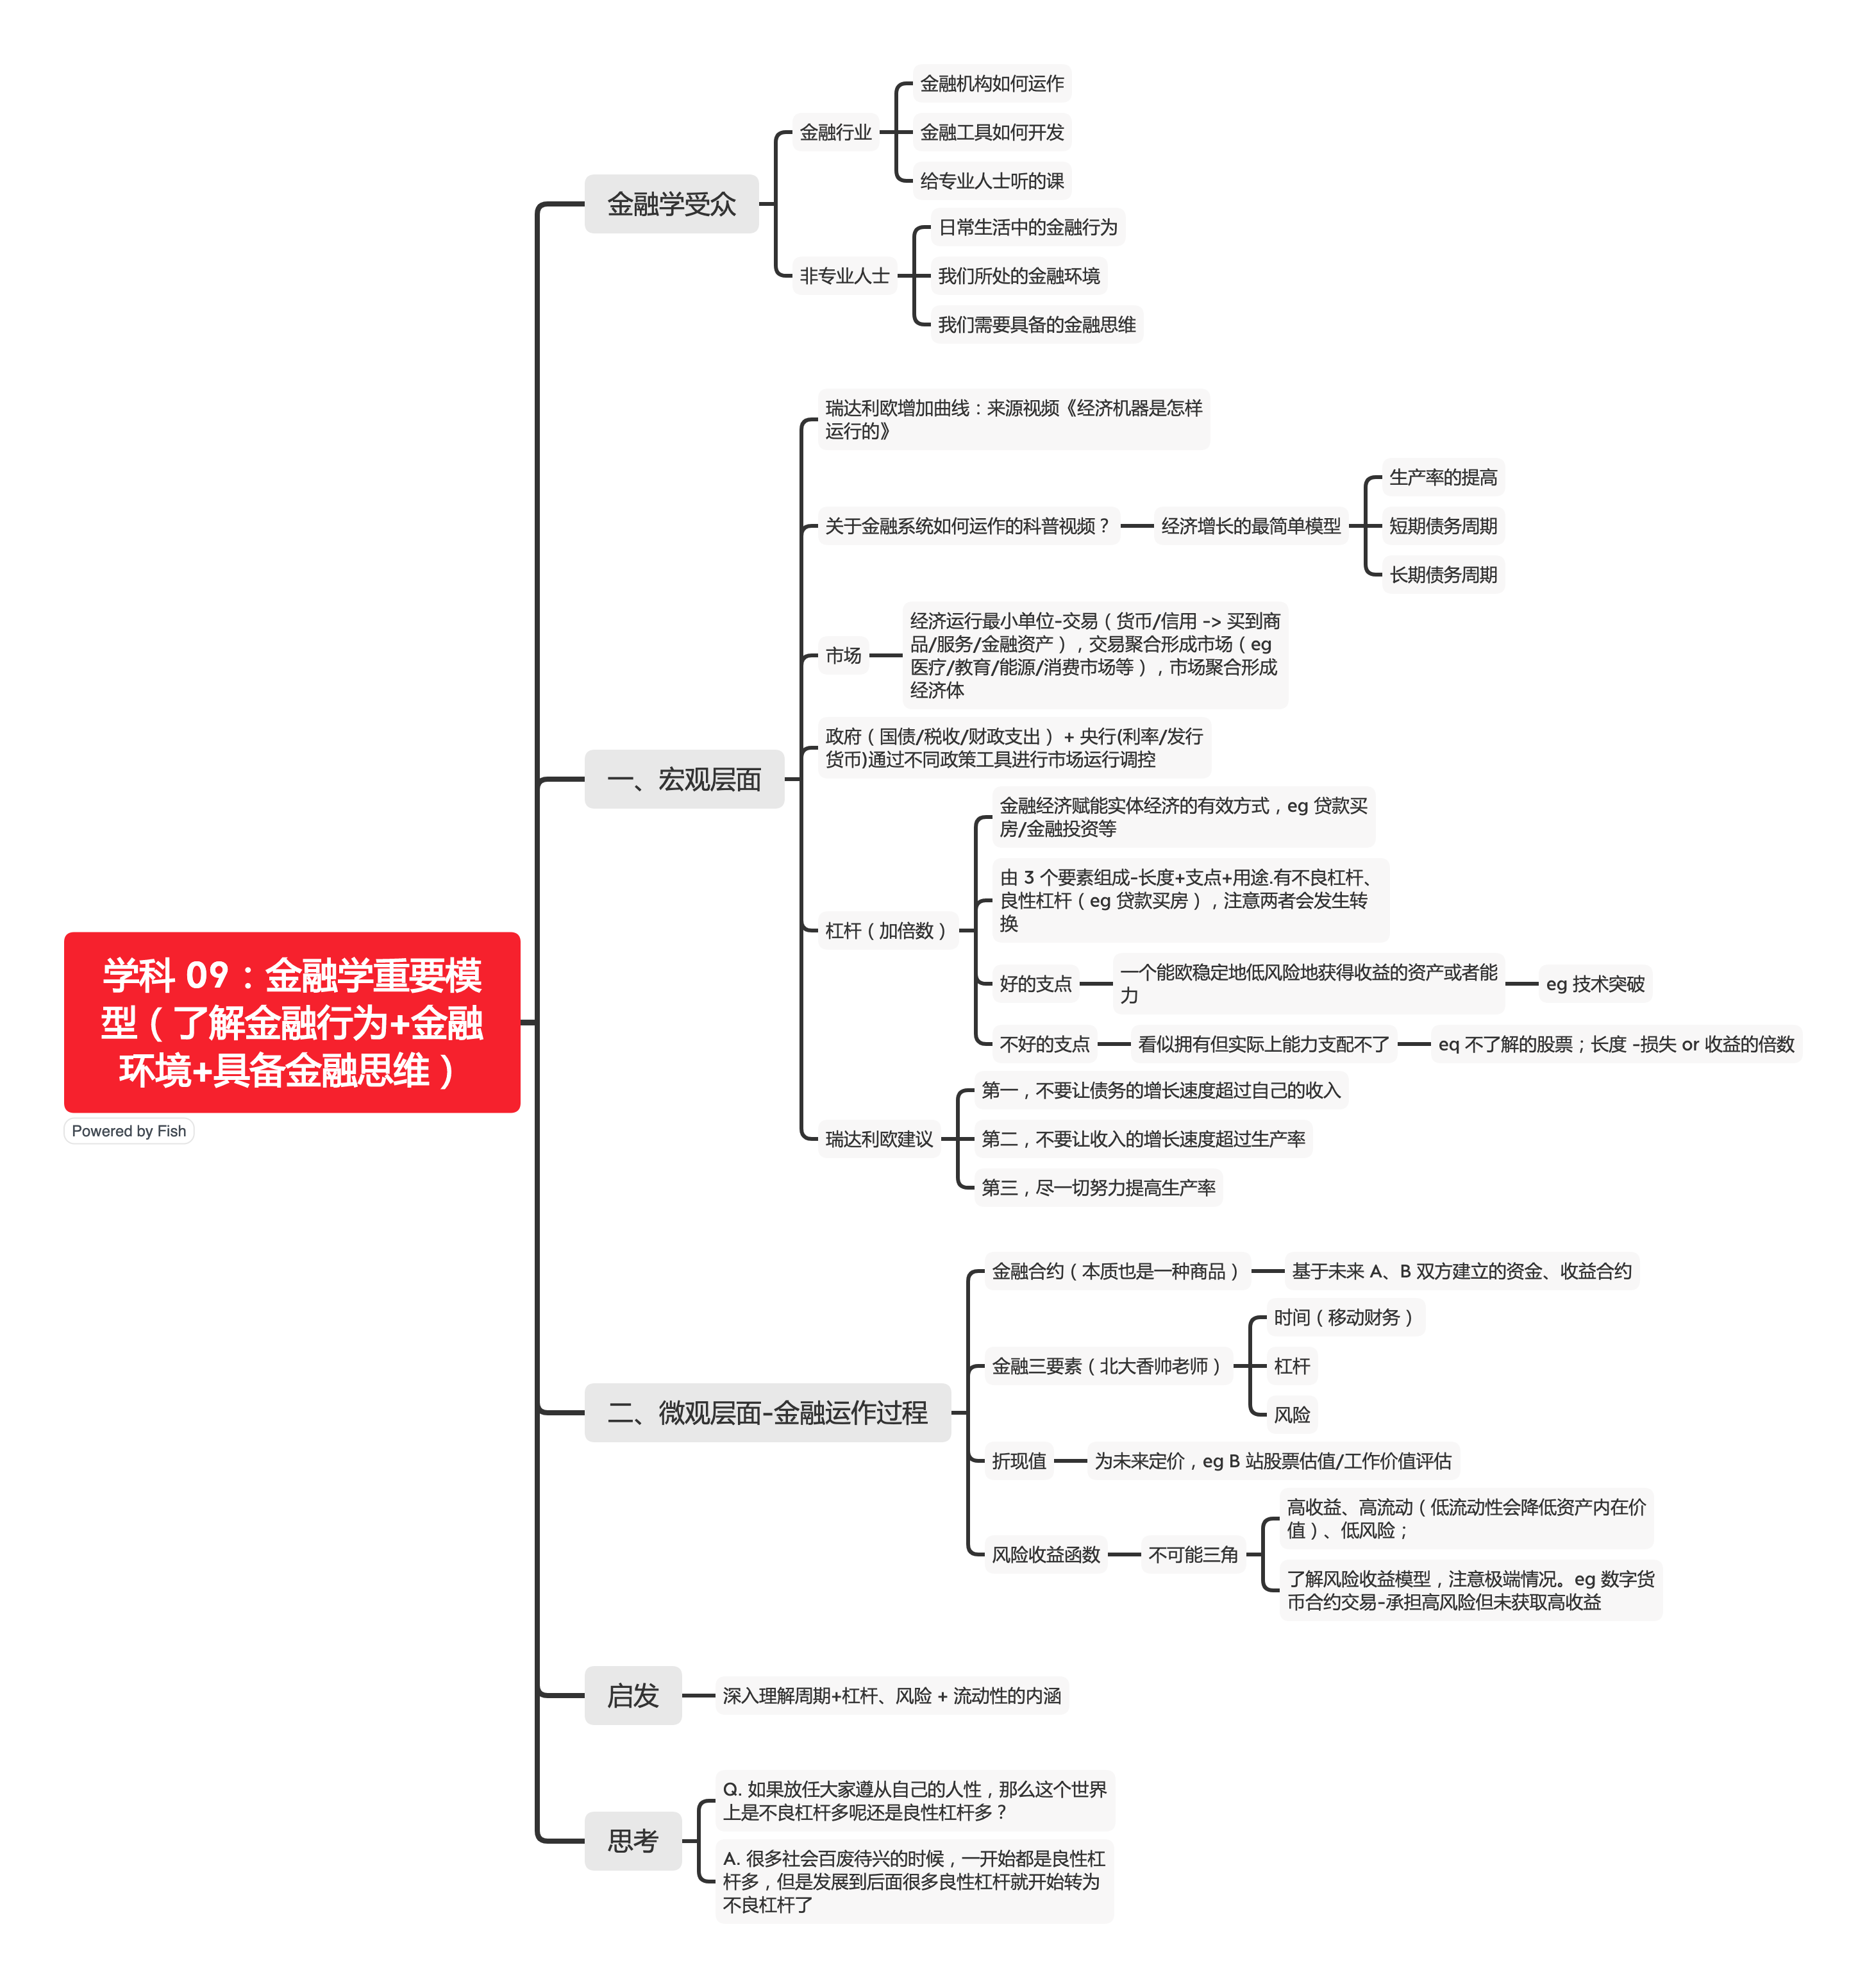 金融机构如何运作
金融行业
金融工具如何开发
给专业人士听的课
金融学受众
日常生活中的金融行为
非专业人士
我们所处的金融环境
我们需要具备的金融思维
瑞达利欧增加曲线：来源视频《经济机器是怎样
运行的》
生产率的提高
关于金融系统如何运作的科普视频？
经济增长的最简单模型
短期债务周期
长期债务周期
市场
经济运行最小单位-交易（货币/信用 -> 买到商
品/服务/金融资产），交易聚合形成市场（eg
医疗/教育/能源/消费市场等），市场聚合形成
经济体
政府（国债/税收/财政支出）+ 央行(利率/发行
货币)通过不同政策工具进行市场运行调控
一、宏观层面
金融经济赋能实体经济的有效方式，eg 贷款买
房/金融投资等
由 3 个要素组成-长度+支点+用途.有不良杠杆、
良性杠杆（eg 贷款买房），注意两者会发生转
换
杠杆（加倍数）
好的支点
一个能欧稳定地低风险地获得收益的资产或者能
力
eg 技术突破
不好的支点
看似拥有但实际上能力支配不了
eq 不了解的股票；长度 -损失 or 收益的倍数
第一，不要让债务的增长速度超过自己的收入
瑞达利欧建议
第二，不要让收入的增长速度超过生产率
第三，尽一切努力提高生产率
学科 09：金融学重要模
型（了解金融行为+金融
环境+具备金融思维）
Powered by Fish
金融合约（本质也是一种商品）
基于未来 A、B 双方建立的资金、收益合约
时间（移动财务）
金融三要素（北大香帅老师）
杠杆
风险
二、微观层面-金融运作过程
折现值
为未来定价，eg B 站股票估值/工作价值评估
风险收益函数
不可能三角
高收益、高流动（低流动性会降低资产内在价
值）、低风险；
了解风险收益模型，注意极端情况。eg 数字货
币合约交易-承担高风险但未获取高收益
启发
深入理解周期+杠杆、风险 + 流动性的内涵
思考
Q. 如果放任大家遵从自己的人性，那么这个世界
上是不良杠杆多呢还是良性杠杆多？
A. 很多社会百废待兴的时候，一开始都是良性杠
杆多，但是发展到后面很多良性杠杆就开始转为
不良杠杆了